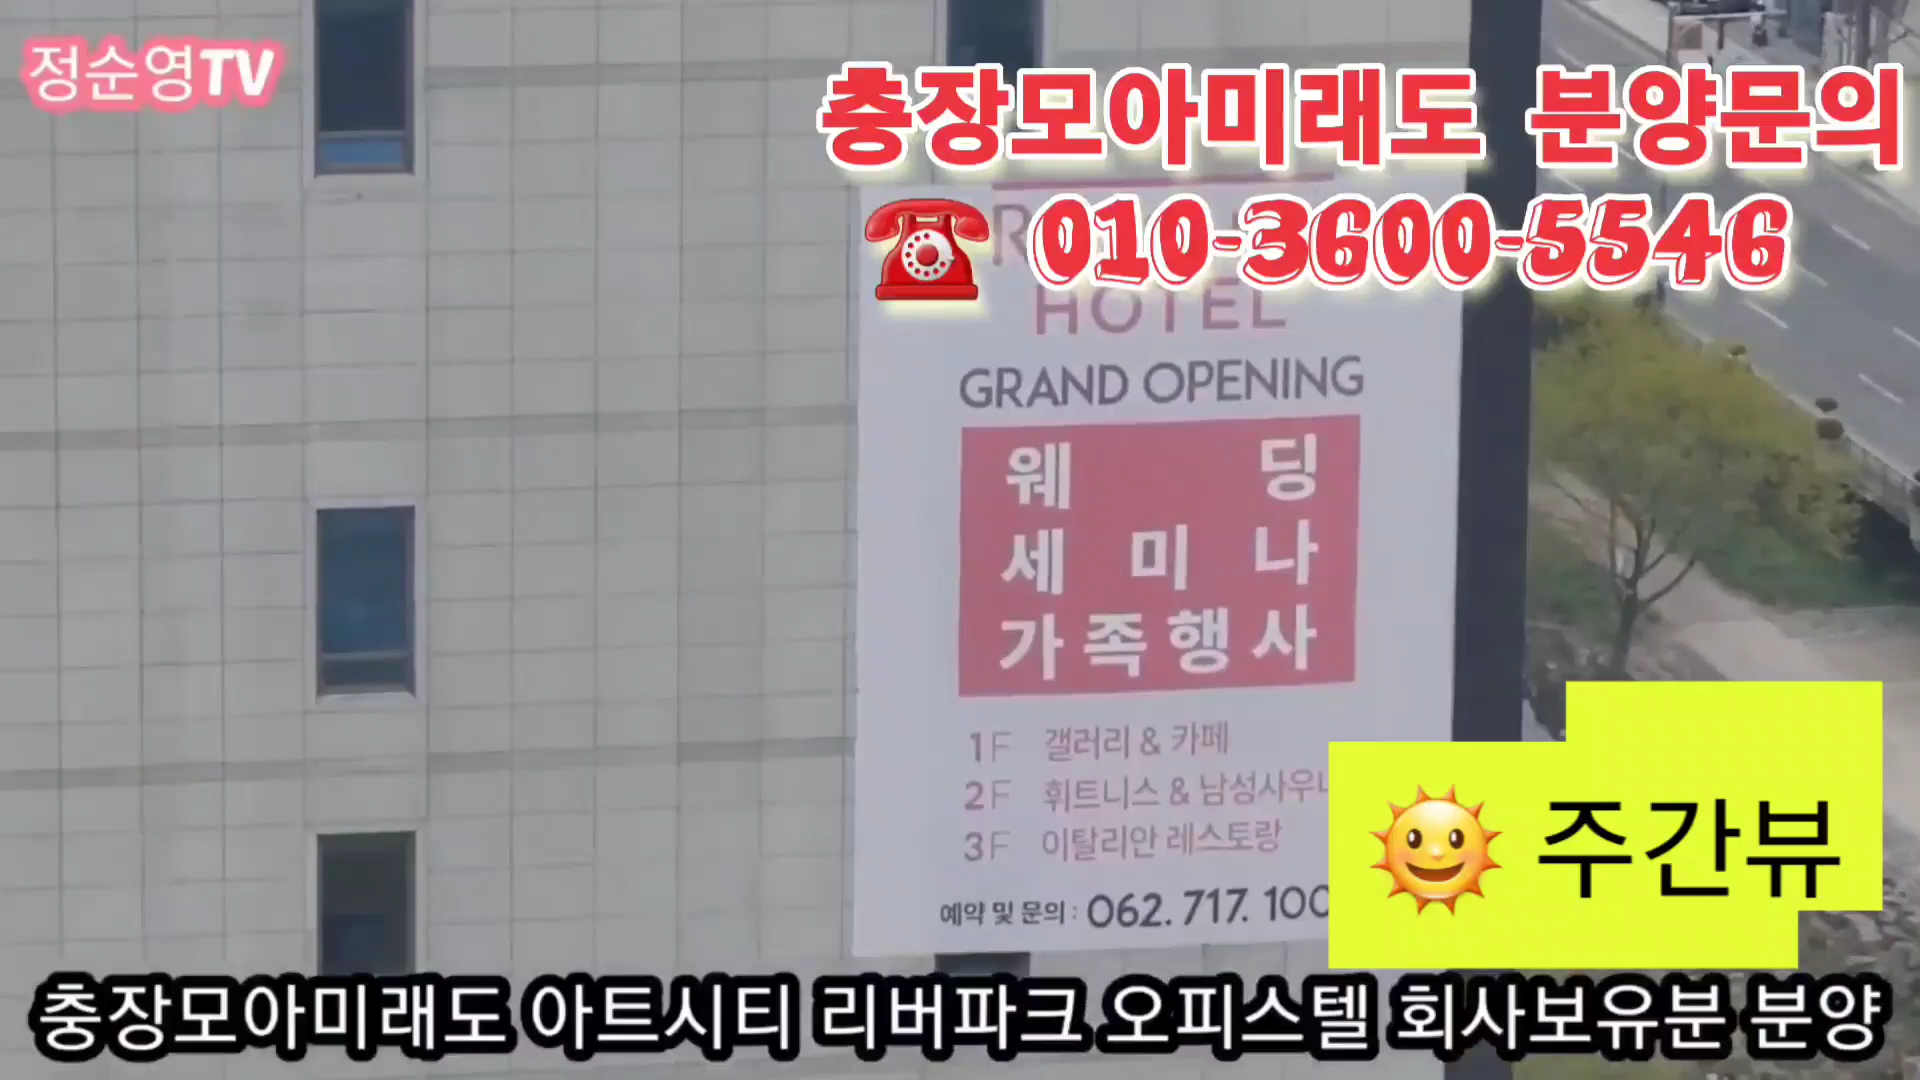 정순영TV
충장모아미래도 분양문의
010-3600-5546
HOTEL
GRAND OPENING
웨딩
세미나
가족행사
1F 갤러리 & 카페
2F 휘트니스 & 남성사우나
3F 이탈리안 레스토랑
예약 및 문의 : 062. 717. 100
주간뷰
충장모아미래도 아트시티 리버파크 오피스텔 회사보유분 분양